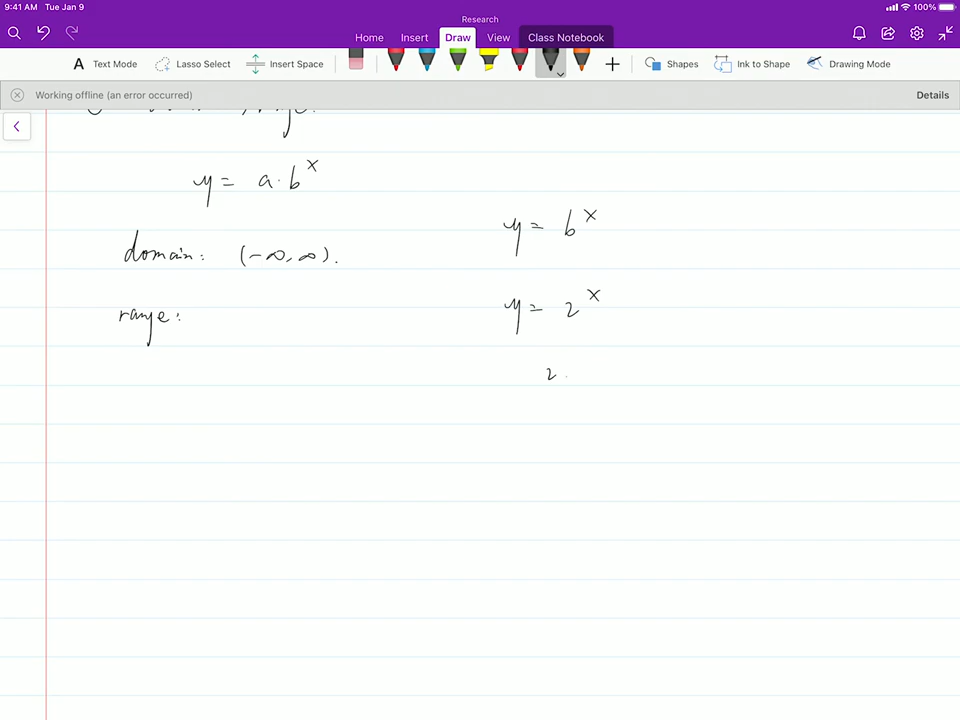 9:41 AM Tue Jan 9
100%
Research
Home Insert Draw View Class Notebook
A Text Mode Lasso Select Insert Space Shapes Ink to Shape Drawing Mode
Working offline (an error occurred) Details
y = a · b^x
y = b^x
domain: (-∞, ∞).
y = 2^x
range:
2